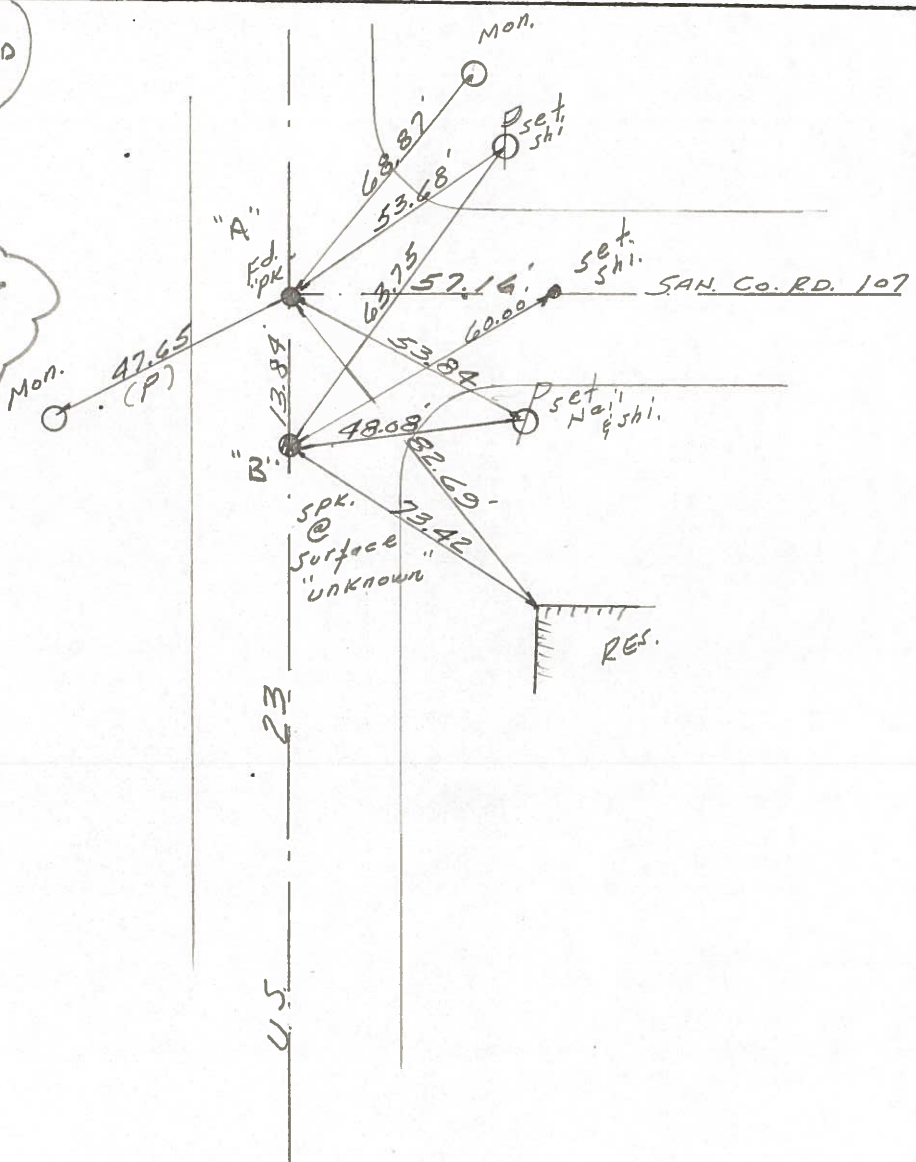 D
Mon.
P
set
shi
68.87'
53.68'
"A"
Fd.
pk
63.75
57.16'
set.
shi.
SAN. CO. RD. 107
60.00
47.65
(P)
Mon.
13.84
53.84
P
set
Nail
& shi.
48.08'
"B"
82.69
73.42
spk.
@
surface
"unknown"
RES.
U.S. 23